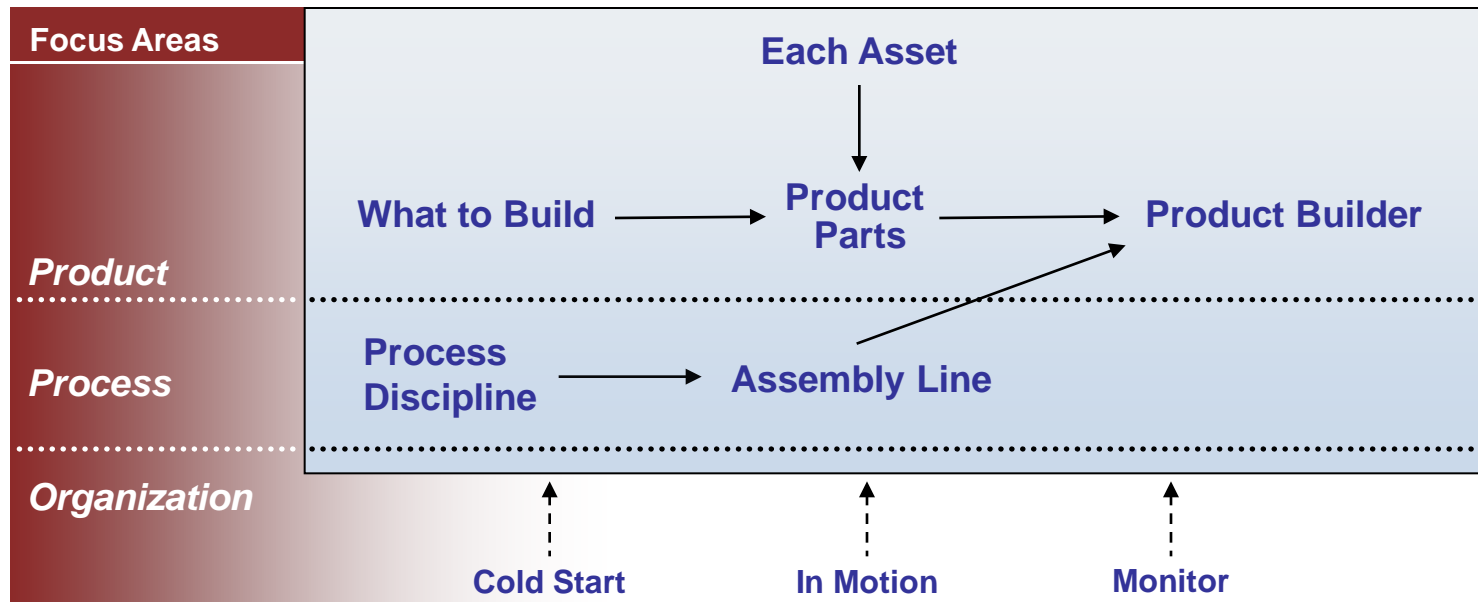 Focus Areas
Each Asset
What to Build
Product
Parts
Product Builder
Product
Process
Discipline
Assembly Line
Process
Organization
Cold Start
In Motion
Monitor